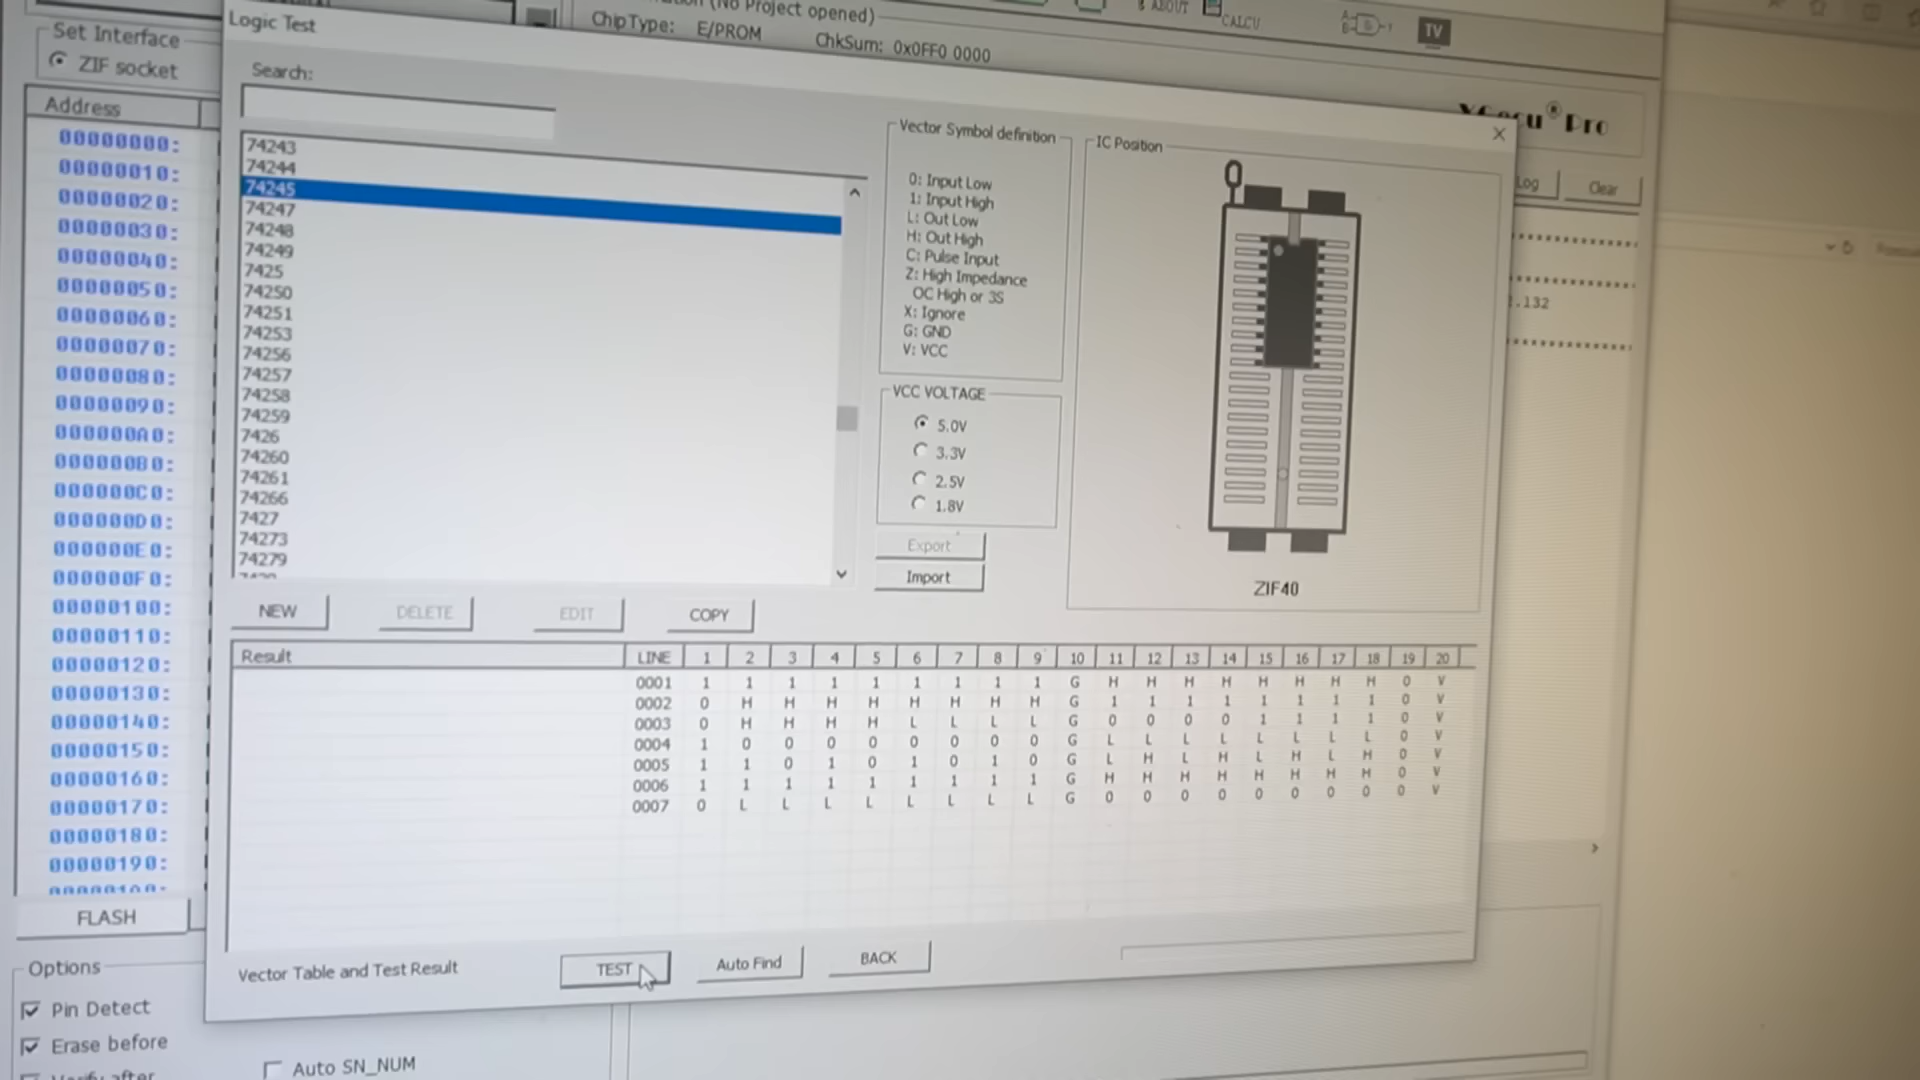 (No Project opened)
ChipType: E/PROM ChkSum: 0x0FF0 0000
ABOUT
CALCU
TV
Set Interface
ZIF socket
Address
00000000:
00000010:
00000020:
00000030:
00000040:
00000050:
00000060:
00000070:
00000080:
00000090:
000000A0:
000000B0:
000000C0:
000000D0:
000000E0:
000000F0:
00000100:
00000110:
00000120:
00000130:
00000140:
00000150:
00000160:
00000170:
00000180:
00000190:
FLASH
Options
Pin Detect
Erase before
Auto SN_NUM
Pro
Log
Clear
.132
Logic Test
Search:
74243
74244
74245
74247
74248
74249
7425
74250
74251
74253
74256
74257
74258
74259
7426
74260
74261
74266
7427
74273
74279
Vector Symbol definition
0: Input Low
1: Input High
L: Out Low
H: Out High
C: Pulse Input
Z: High Impedance
OC High or 3S
X: Ignore
G: GND
V: VCC
VCC VOLTAGE
5.0V
3.3V
2.5V
1.8V
Export
Import
IC Position
ZIF40
NEW
DELETE
EDIT
COPY
Result LINE 1 2 3 4 5 6 7 8 9 10 11 12 13 14 15 16 17 18 19 20
0001 1 1 1 1 1 1 1 1 1 G H H H H H H H H 0 V
0002 0 H H H H H H H H G 1 1 1 1 1 1 1 1 0 V
0003 0 H H H H L L L L G 0 0 0 0 1 1 1 1 0 V
0004 1 0 0 0 0 0 0 0 0 G L L L L L L L L 0 V
0005 1 1 0 1 0 1 0 1 0 G L H L H L H L H 0 V
0006 1 1 1 1 1 1 1 1 1 G H H H H H H H H 0 V
0007 0 L L L L L L L L G 0 0 0 0 0 0 0 0 0 V
Vector Table and Test Result
TEST
Auto Find
BACK